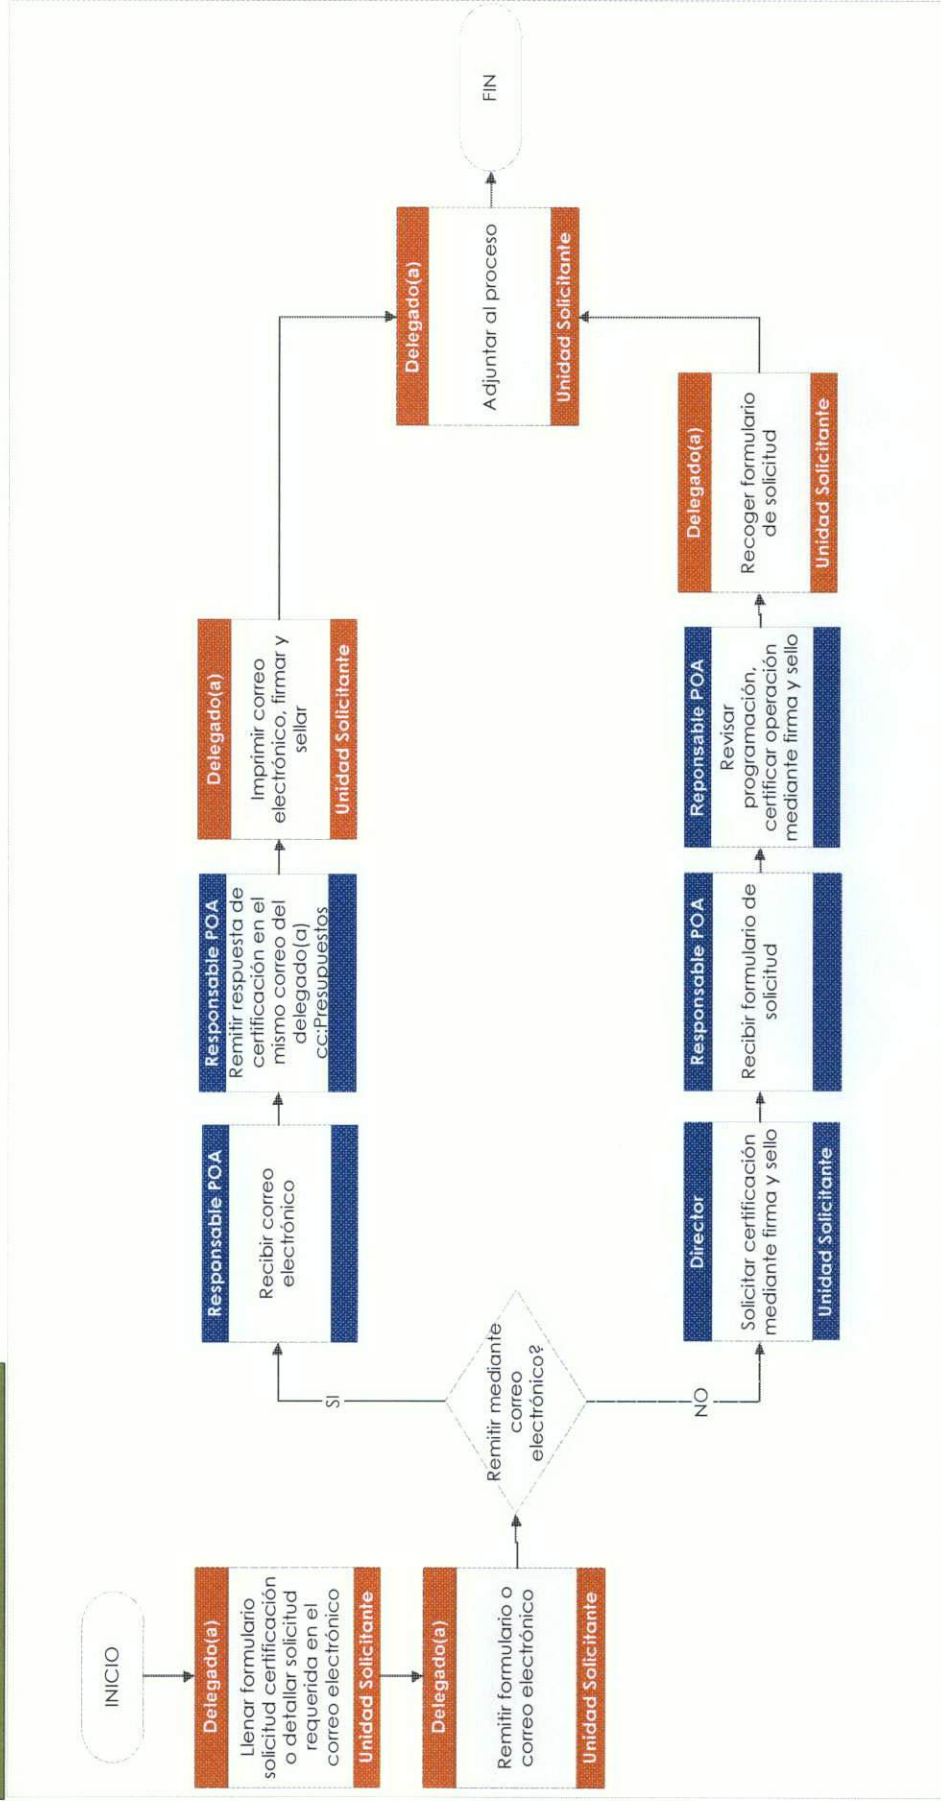 INICIO
Delegado(a)
Llenar formulario
solicitud certificación
o detallar solicitud
requerida en el
correo electrónico
Unidad Solicitante
Delegado(a)
Remitir formulario o
correo electrónico
Unidad Solicitante
Remitir mediante
correo
electrónico?
SI
Responsable POA
Recibir correo
electrónico
Responsable POA
Remitir respuesta de
certificación en el
mismo correo del
delegado(a)
cc:Presupuestos
Delegado(a)
Imprimir correo
electrónico, firmar y
sellar
Unidad Solicitante
NO
Director
Solicitar certificación
mediante firma y sello
Unidad Solicitante
Responsable POA
Recibir formulario de
solicitud
Reponsable POA
Revisar
programación,
certificar operación
mediante firma y sello
Delegado(a)
Recoger formulario
de solicitud
Unidad Solicitante
Delegado(a)
Adjuntar al proceso
Unidad Solicitante
FIN